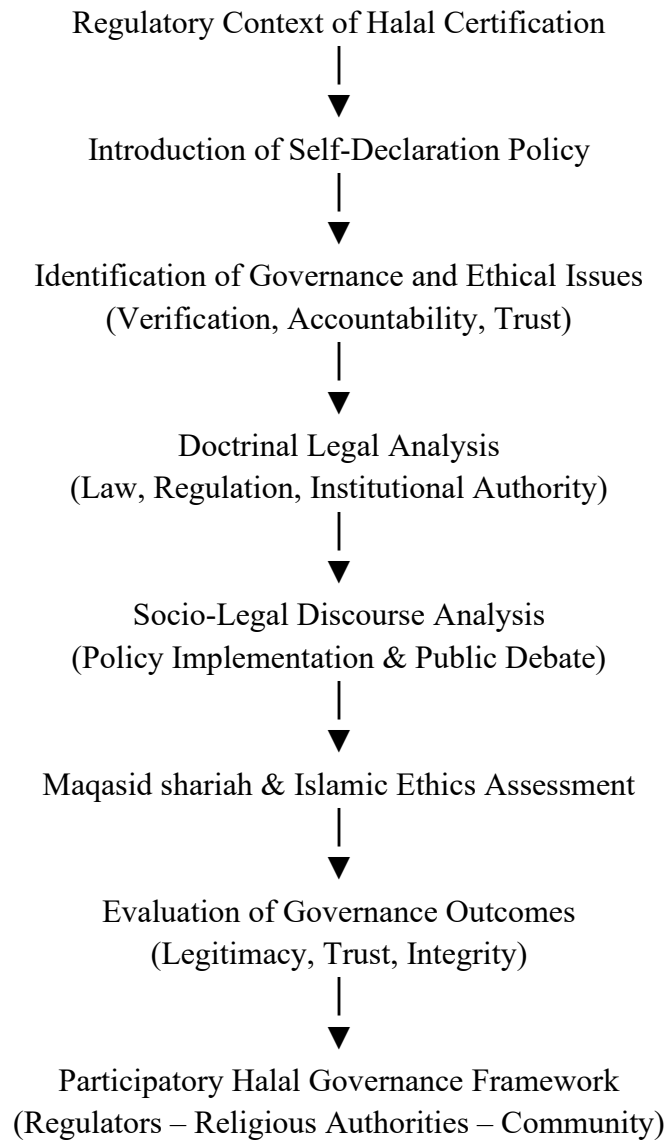 Regulatory Context of Halal Certification
Introduction of Self-Declaration Policy
Identification of Governance and Ethical Issues
(Verification, Accountability, Trust)
Doctrinal Legal Analysis
(Law, Regulation, Institutional Authority)
Socio-Legal Discourse Analysis
(Policy Implementation & Public Debate)
Maqasid shariah & Islamic Ethics Assessment
Evaluation of Governance Outcomes
(Legitimacy, Trust, Integrity)
Participatory Halal Governance Framework
(Regulators – Religious Authorities – Community)